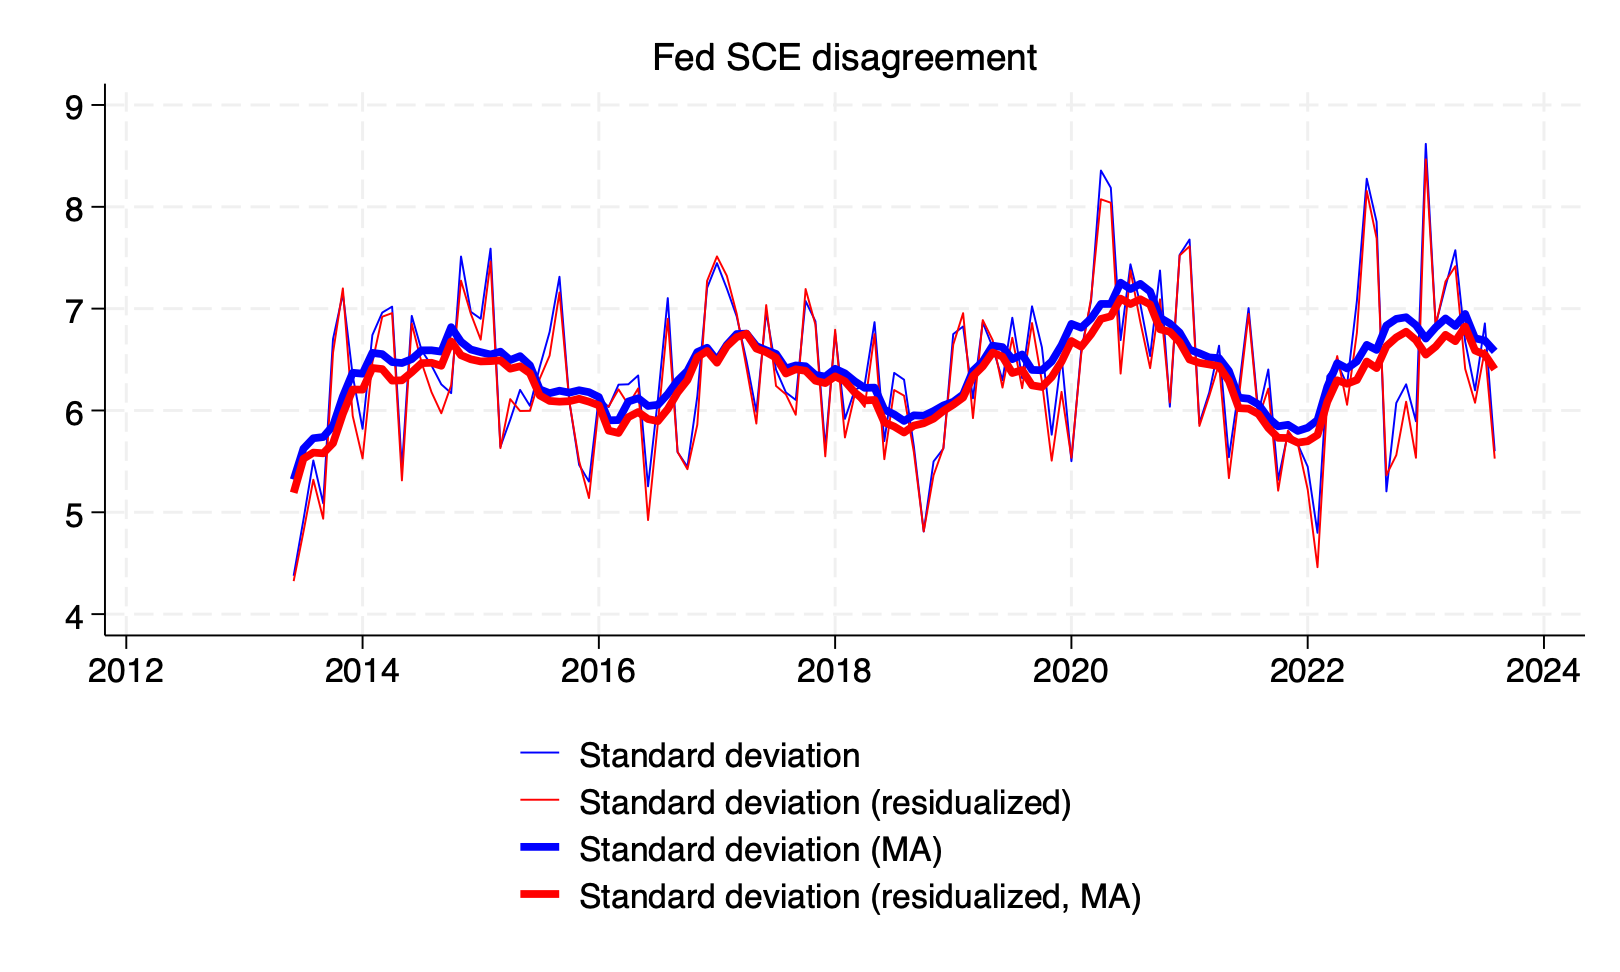 Fed SCE disagreement
9
8
7
6
5
4
2012 2014 2016 2018 2020 2022 2024
Standard deviation
Standard deviation (residualized)
Standard deviation (MA)
Standard deviation (residualized, MA)